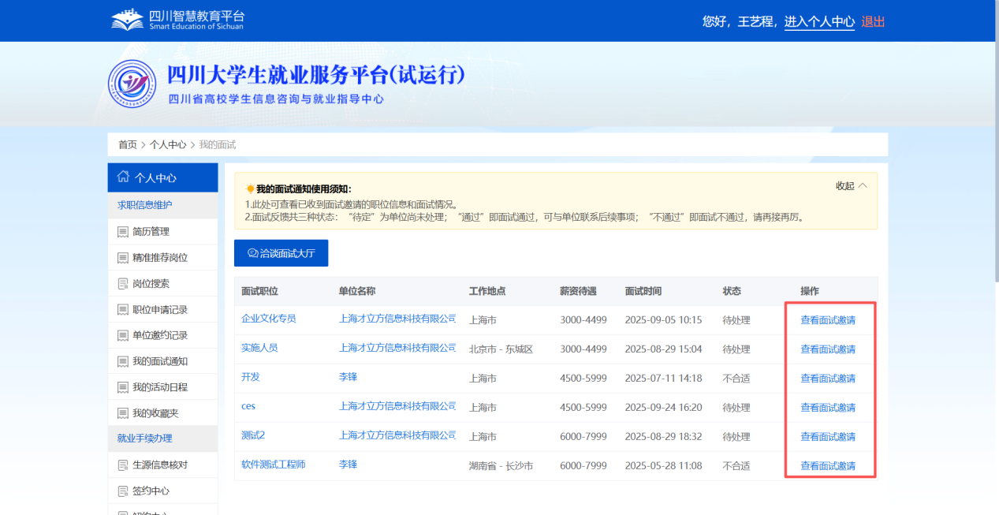 四川智慧教育平台
Smart Education of Sichuan
您好，王艺程，进入个人中心 退出
四川大学生就业服务平台(试运行)
四川省高校学生信息咨询与就业指导中心
首页 > 个人中心 > 我的面试
个人中心
求职信息维护
简历管理
精准推荐岗位
岗位搜索
职位申请记录
单位邀约记录
我的面试通知
我的活动日程
我的收藏夹
就业手续办理
生源信息核对
签约中心
我的面试通知使用须知：
收起
1.此处可查看已收到面试邀请的职位信息和面试情况。
2.面试反馈共三种状态：“待定”为单位尚未处理；“通过”即面试通过，可与单位联系后续事项；“不通过”即面试不通过，请再接再厉。
洽谈面试大厅
面试职位 单位名称 工作地点 薪资待遇 面试时间 状态 操作
企业文化专员 上海才立方信息科技有限公司 上海市 3000-4499 2025-09-05 10:15 待处理 查看面试邀请
实施人员 上海才立方信息科技有限公司 北京市 - 东城区 3000-4499 2025-08-29 15:04 待处理 查看面试邀请
开发 李锋 上海市 4500-5999 2025-07-11 14:18 不合适 查看面试邀请
ces 上海才立方信息科技有限公司 上海市 4500-5999 2025-09-24 16:20 待处理 查看面试邀请
测试2 上海才立方信息科技有限公司 上海市 6000-7999 2025-08-29 18:32 待处理 查看面试邀请
软件测试工程师 李锋 湖南省 - 长沙市 6000-7999 2025-05-28 11:08 不合适 查看面试邀请